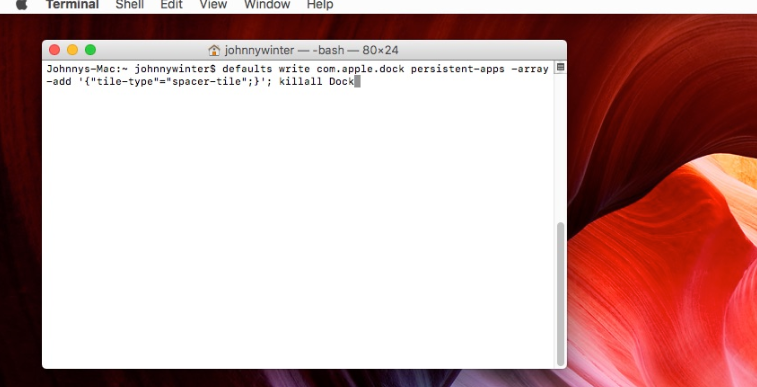 Terminal Shell Edit View Window Help
johnnywinter — -bash — 80×24
Johnnys-Mac:~ johnnywinter$ defaults write com.apple.dock persistent-apps -array
-add '{"tile-type"="spacer-tile";}'; killall Dock